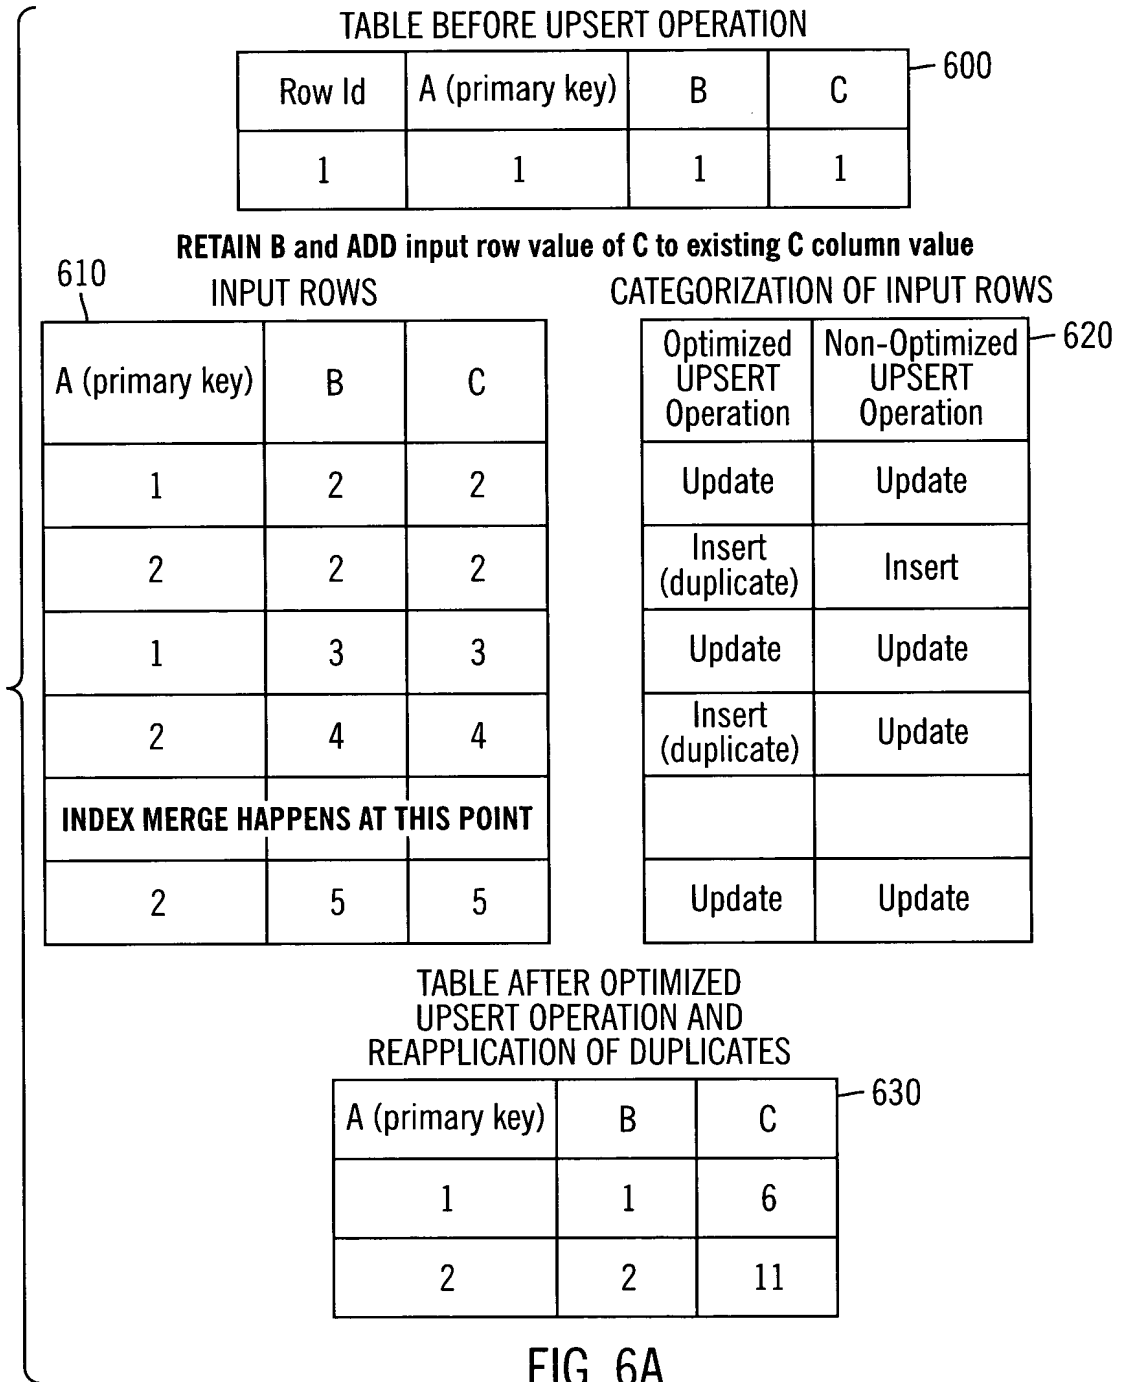 TABLE BEFORE UPSERT OPERATION
600
Row Id A (primary key) B C
1 1 1 1
RETAIN B and ADD input row value of C to existing C column value
610
INPUT ROWS
A (primary key) B C
1 2 2
2 2 2
1 3 3
2 4 4
INDEX MERGE HAPPENS AT THIS POINT
2 5 5
CATEGORIZATION OF INPUT ROWS
620
Optimized
UPSERT
Operation
Non-Optimized
UPSERT
Operation
Update Update
Insert
(duplicate)
Insert
Update Update
Insert
(duplicate)
Update
Update Update
TABLE AFTER OPTIMIZED
UPSERT OPERATION AND
REAPPLICATION OF DUPLICATES
630
A (primary key) B C
1 1 6
2 2 11
FIG. 6A